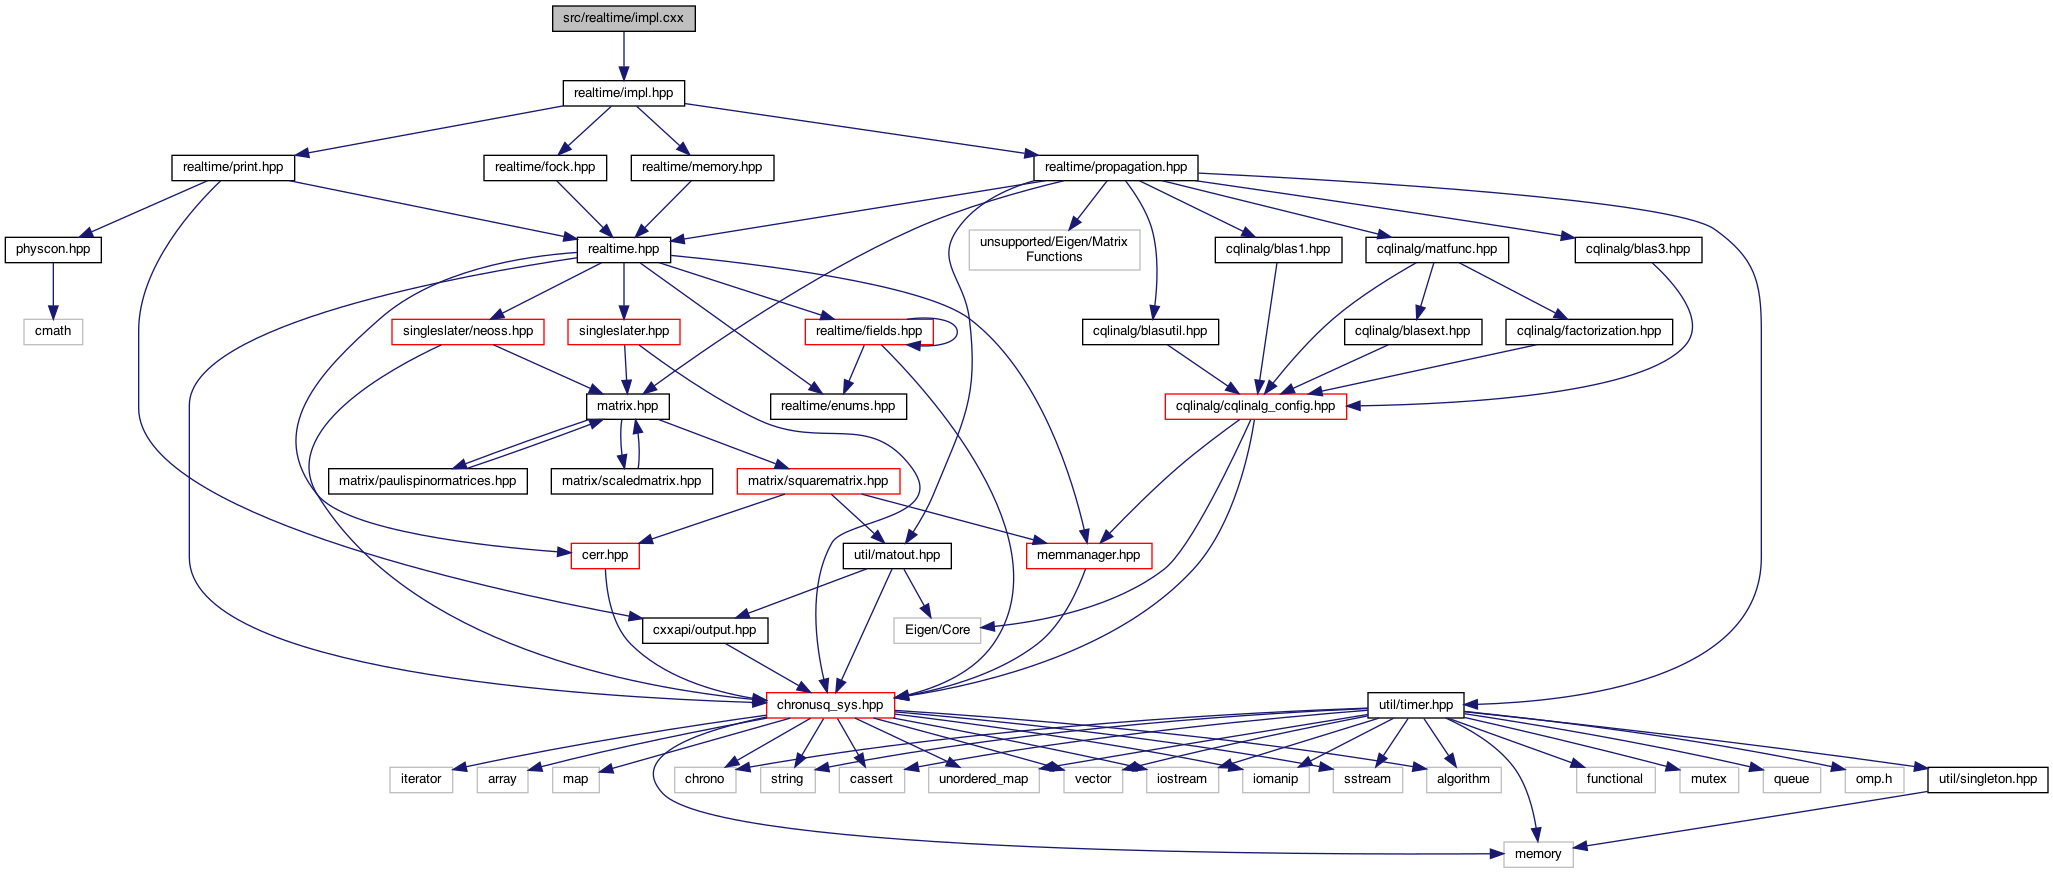 src/realtime/impl.cxx
realtime/impl.hpp
realtime/print.hpp
realtime/fock.hpp
realtime/memory.hpp
realtime/propagation.hpp
physcon.hpp
realtime.hpp
unsupported/Eigen/Matrix
Functions
cqlinalg/blas1.hpp
cqlinalg/matfunc.hpp
cqlinalg/blas3.hpp
cmath
singleslater/neoss.hpp
singleslater.hpp
realtime/fields.hpp
cqlinalg/blasutil.hpp
cqlinalg/blasext.hpp
cqlinalg/factorization.hpp
matrix.hpp
realtime/enums.hpp
cqlinalg/cqlinalg_config.hpp
matrix/paulispinormatrices.hpp
matrix/scaledmatrix.hpp
matrix/squarematrix.hpp
cerr.hpp
util/matout.hpp
memmanager.hpp
cxxapi/output.hpp
Eigen/Core
chronusq_sys.hpp
util/timer.hpp
iterator
array
map
chrono
string
cassert
unordered_map
vector
iostream
iomanip
sstream
algorithm
functional
mutex
queue
omp.h
util/singleton.hpp
memory